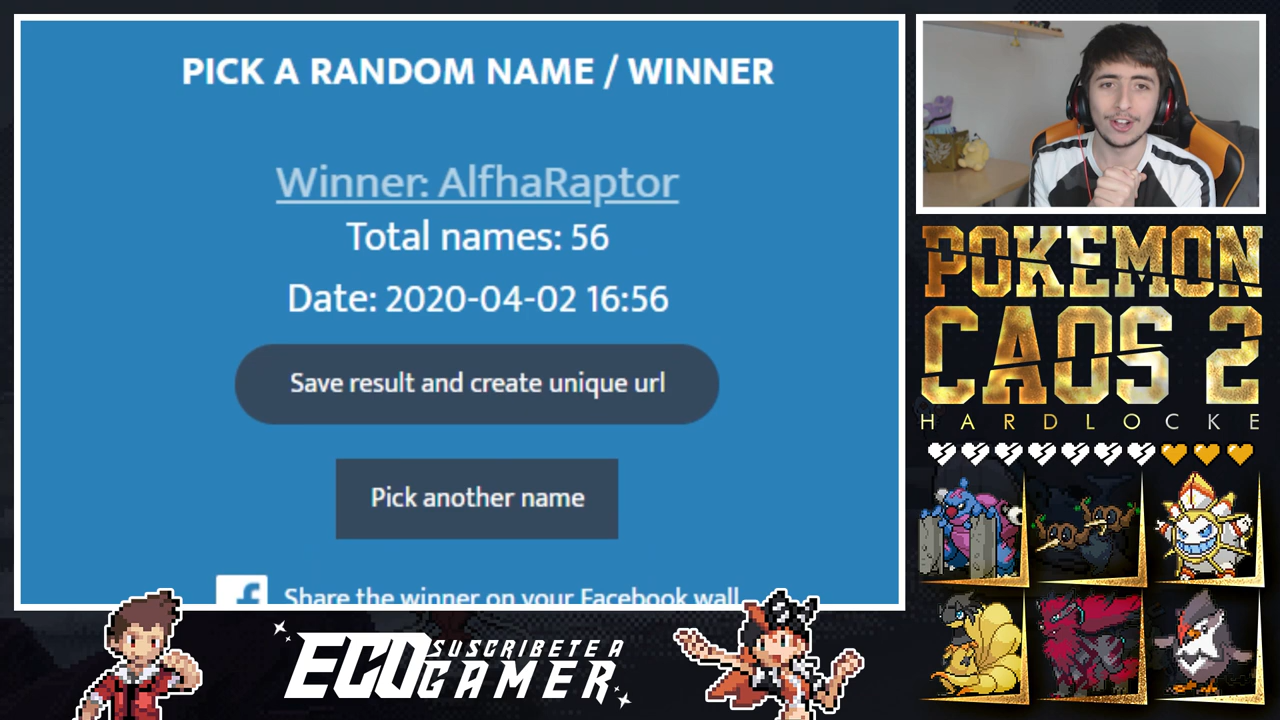 PICK A RANDOM NAME / WINNER
Winner: AlfhaRaptor
Total names: 56
Date: 2020-04-02 16:56
Save result and create unique url
Pick another name
Share the winner on your Facebook wall
POKEMON
CAOS 2
HARDLOCKE
SUSCRIBETE A
EGO
GAMER